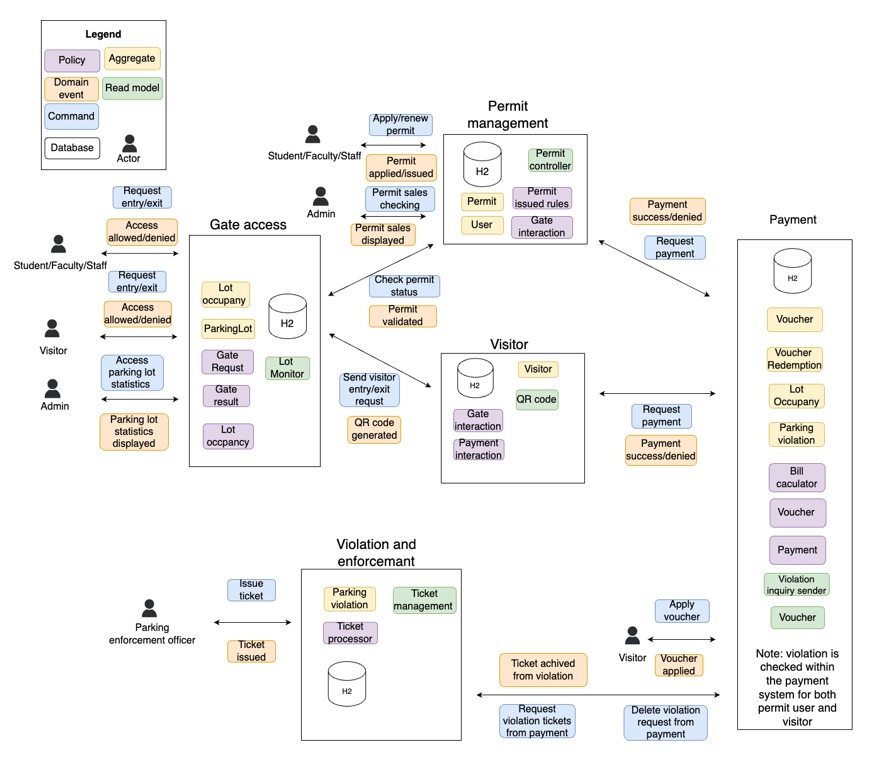 Legend
Policy
Aggregate
Domain
event
Read model
Command
Database
Actor
Student/Faculty/Staff
Apply/renew
permit
Permit
applied/issued
Admin
Permit sales
checking
Permit sales
displayed
Permit
management
H2
Permit
controller
Permit
Permit
issued rules
User
Gate
interaction
Payment
success/denied
Request
payment
Request
entry/exit
Access
allowed/denied
Student/Faculty/Staff
Request
entry/exit
Access
allowed/denied
Visitor
Access
parking lot
statistics
Admin
Parking lot
statistics
displayed
Gate access
Lot
occupany
ParkingLot
H2
Gate
Requst
Lot
Monitor
Gate
result
Lot
occupancy
Check permit
status
Permit
validated
Send visitor
entry/exit
requst
QR code
generated
Visitor
H2
Visitor
QR code
Gate
interaction
Payment
interaction
Request
payment
Payment
success/denied
Payment
H2
Voucher
Voucher
Redemption
Lot
Occupany
Parking
violation
Bill
caculator
Voucher
Payment
Violation
inquiry sender
Voucher
Note: violation is
checked within
the payment
system for both
permit user and
visitor
Violation and
enforcemant
Parking
violation
Ticket
management
Ticket
processor
H2
Parking
enforcement officer
Issue
ticket
Ticket
issued
Apply
voucher
Visitor
Voucher
applied
Ticket achived
from violation
Request
violation tickets
from payment
Delete violation
request from
payment